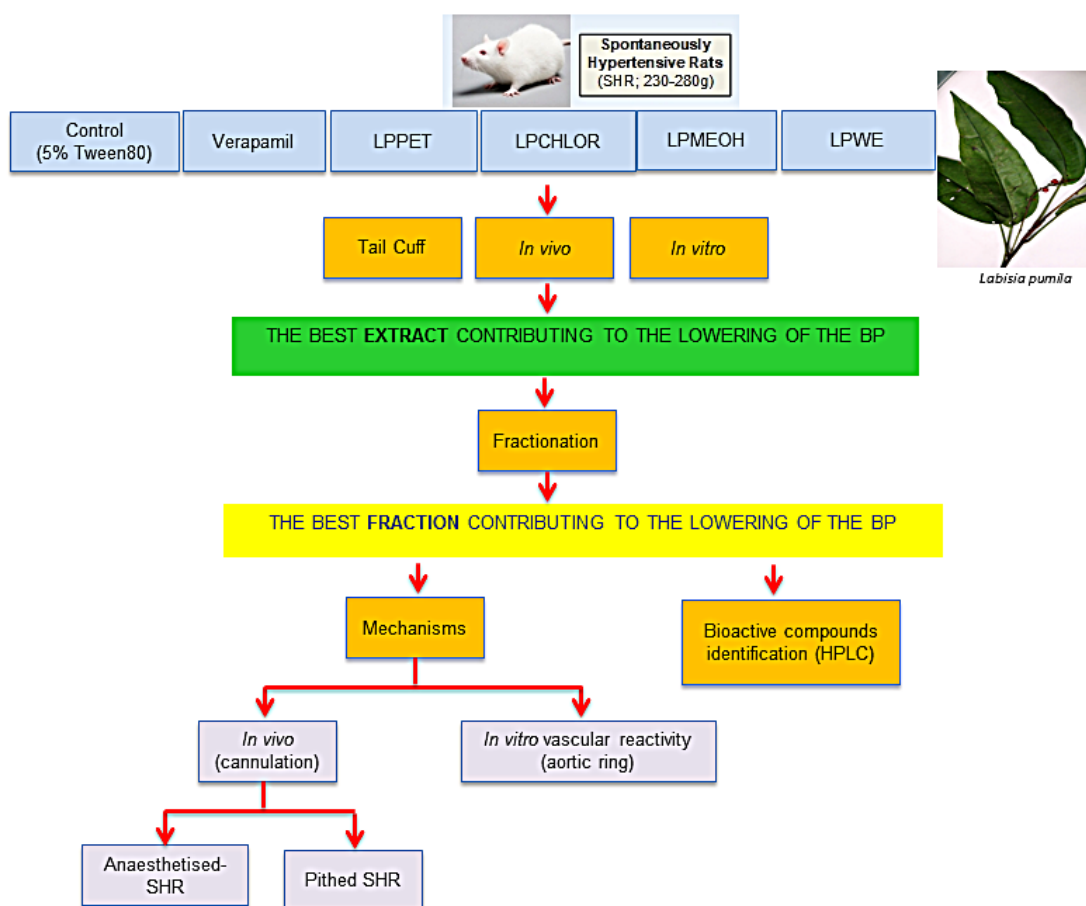 Spontaneously
Hypertensive Rats
(SHR; 230-280g)
Control
(5% Tween80)
Verapamil
LPPET
LPCHLOR
LPMEOH
LPWE
Labisia pumila
Tail Cuff
In vivo
In vitro
THE BEST EXTRACT CONTRIBUTING TO THE LOWERING OF THE BP
Fractionation
THE BEST FRACTION CONTRIBUTING TO THE LOWERING OF THE BP
Mechanisms
Bioactive compounds
identification (HPLC)
In vivo
(cannulation)
In vitro vascular reactivity
(aortic ring)
Anaesthetised-
SHR
Pithed SHR